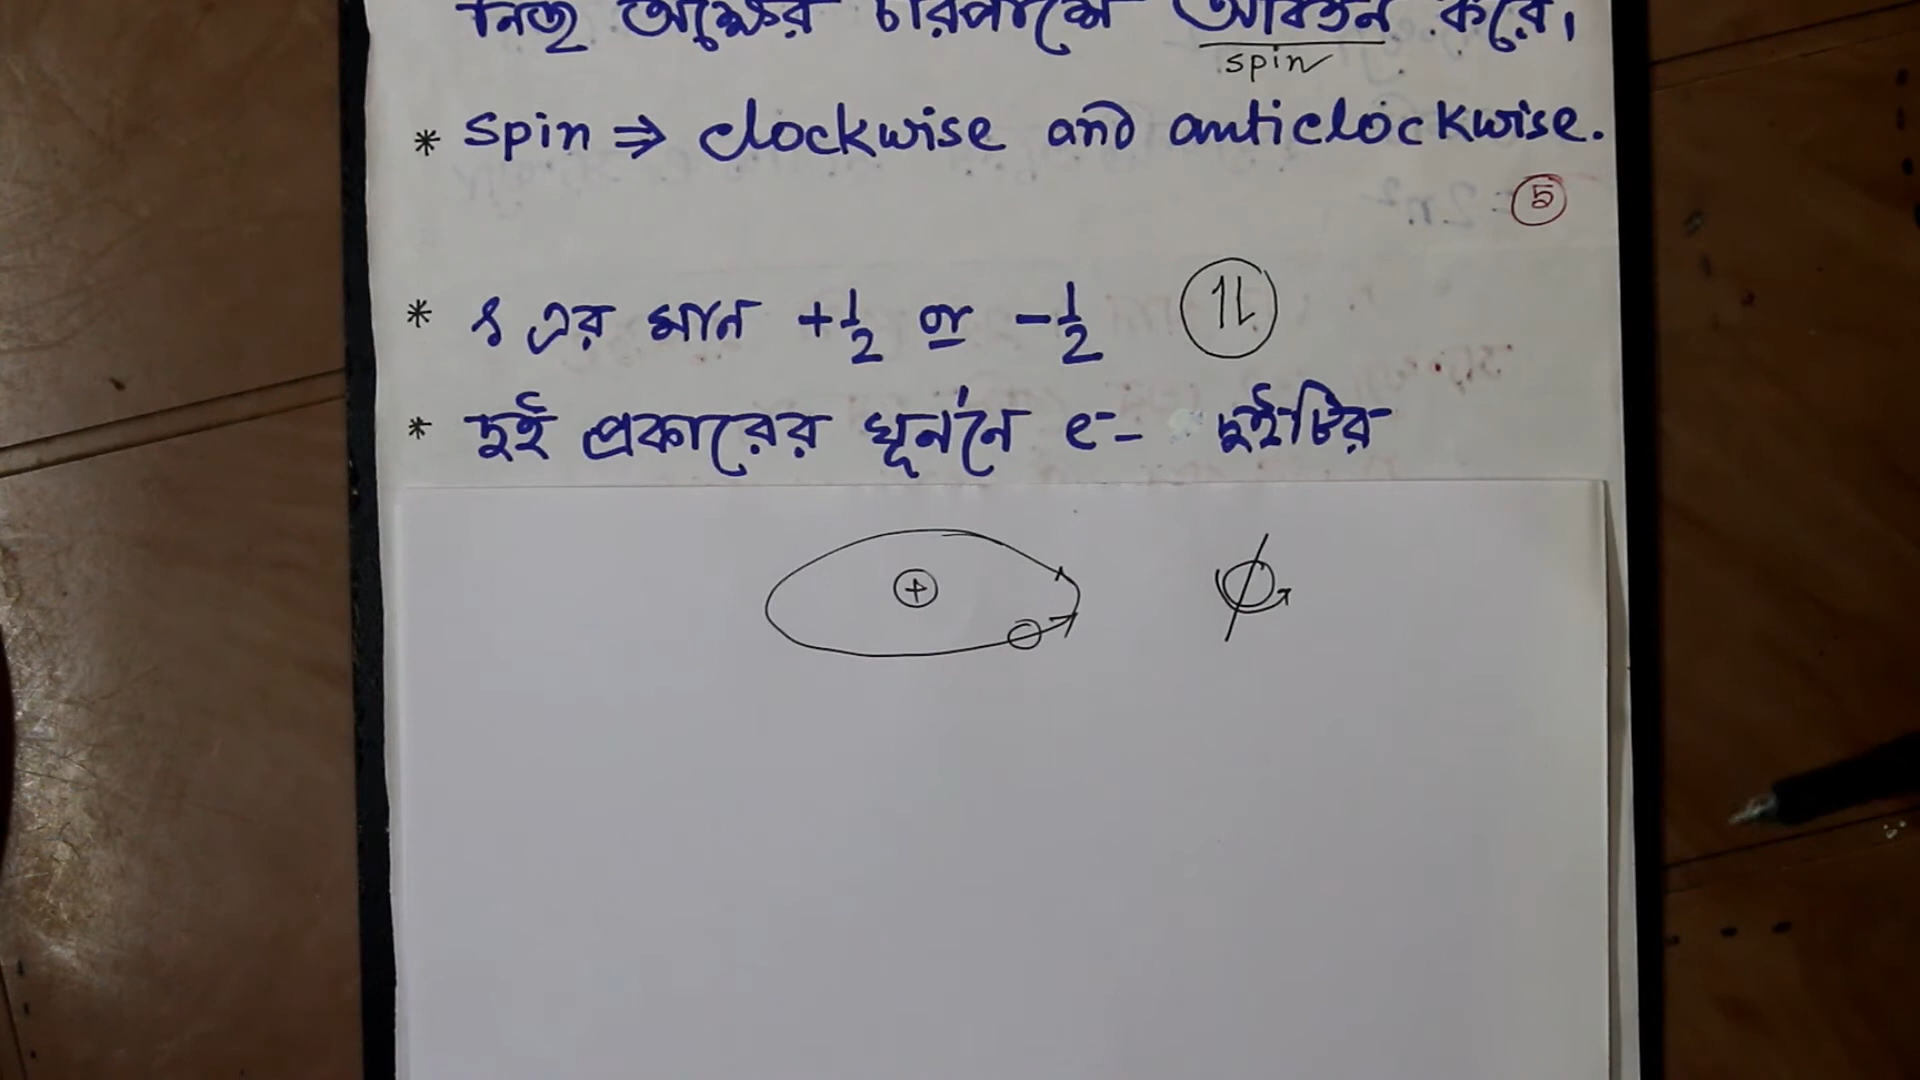 নিজ অক্ষের চারপাশে আবর্তন করে।
spin
* spin ⇒ clockwise and anticlockwise.
5
* s এর মান +1/2 or -1/2 ↿⇂
* দুই প্রকারের ঘূর্ননে e- দুইটির
+